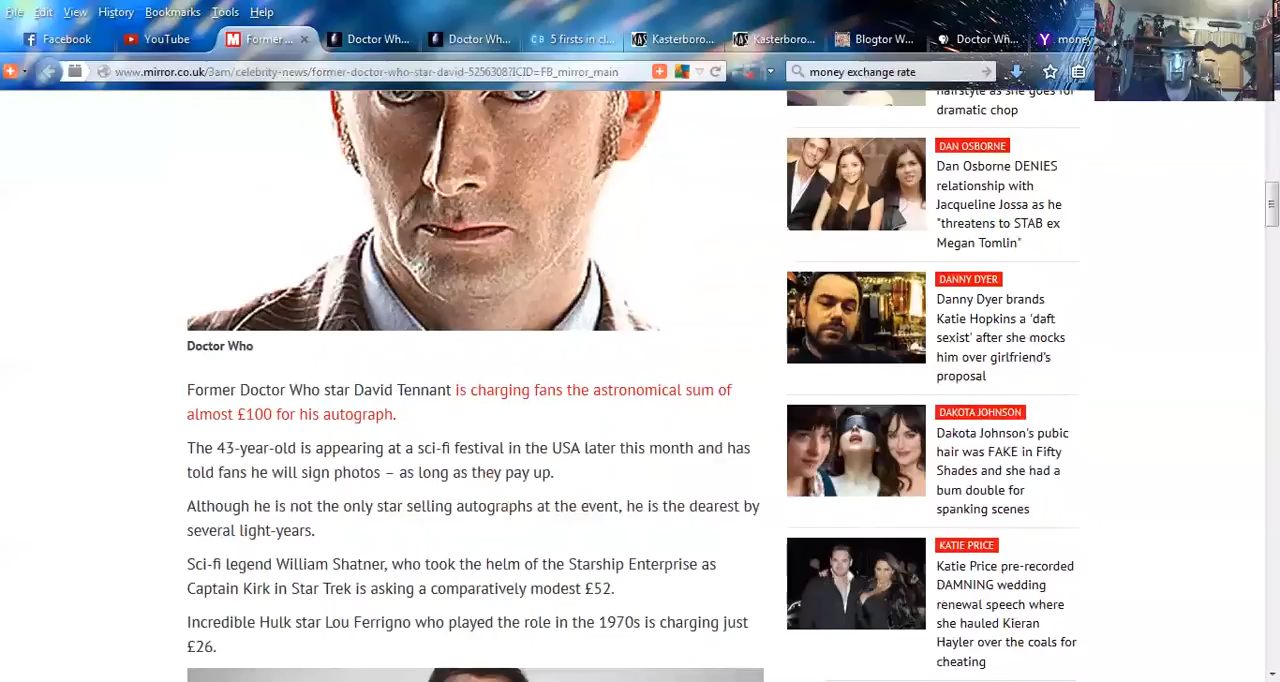 File Edit View History Bookmarks Tools Help
Facebook YouTube Former ... Doctor Wh... Doctor Wh... 5 firsts in cl... Kasterboro... Kasterboro... Blogtor W... Doctor Wh... money
www.mirror.co.uk/3am/celebrity-news/former-doctor-who-star-david-5256308?ICID=FB_mirror_main
money exchange rate
hairstyle as she goes for
dramatic chop
DAN OSBORNE
Dan Osborne DENIES
relationship with
Jacqueline Jossa as he
"threatens to STAB ex
Megan Tomlin"
DANNY DYER
Danny Dyer brands
Katie Hopkins a 'daft
sexist' after she mocks
him over girlfriend's
proposal
DAKOTA JOHNSON
Dakota Johnson's pubic
hair was FAKE in Fifty
Shades and she had a
bum double for
spanking scenes
KATIE PRICE
Katie Price pre-recorded
DAMNING wedding
renewal speech where
she hauled Kieran
Hayler over the coals for
cheating
Doctor Who
Former Doctor Who star David Tennant is charging fans the astronomical sum of
almost £100 for his autograph.
The 43-year-old is appearing at a sci-fi festival in the USA later this month and has
told fans he will sign photos – as long as they pay up.
Although he is not the only star selling autographs at the event, he is the dearest by
several light-years.
Sci-fi legend William Shatner, who took the helm of the Starship Enterprise as
Captain Kirk in Star Trek is asking a comparatively modest £52.
Incredible Hulk star Lou Ferrigno who played the role in the 1970s is charging just
£26.